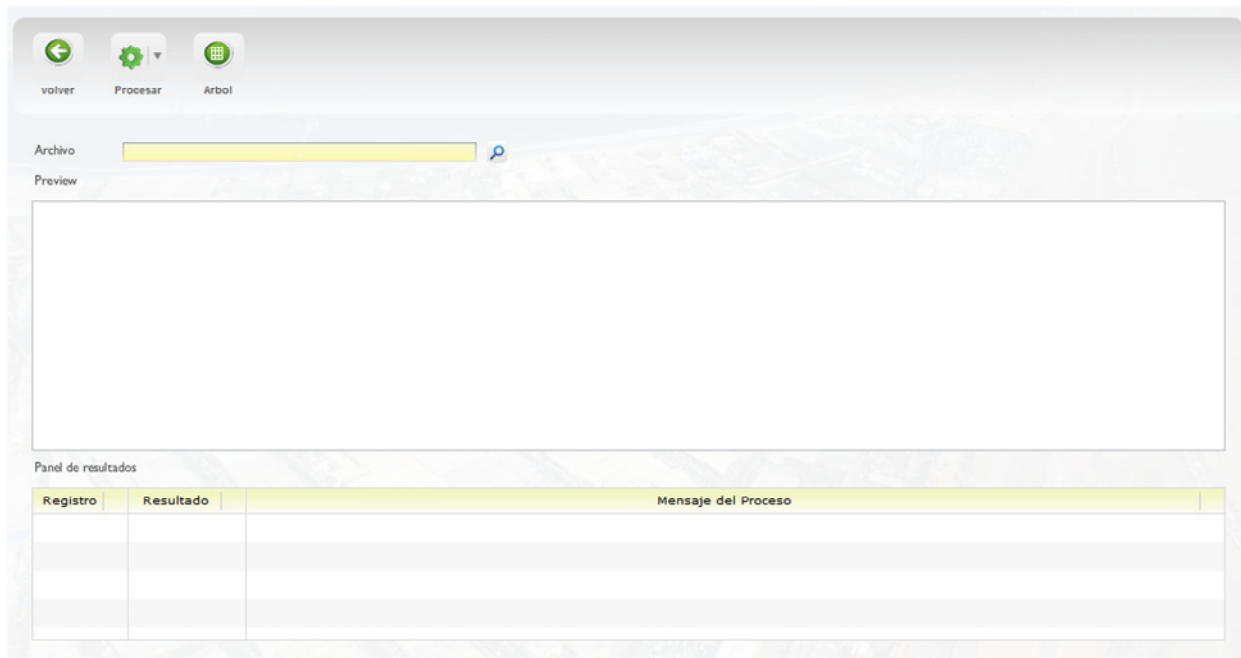 volver Procesar Arbol
Archivo
Preview
Panel de resultados
Registro Resultado Mensaje del Proceso